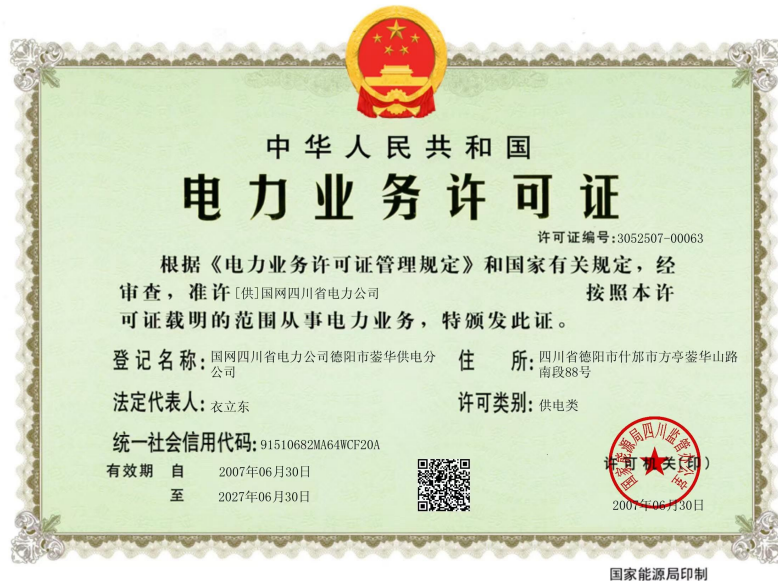 中华人民共和国
电力业务许可证
许可证编号:3052507-00063
根据《电力业务许可证管理规定》和国家有关规定，经
审查，准许[供]国网四川省电力公司 按照本许
可证载明的范围从事电力业务，特颁发此证。
登记名称: 国网四川省电力公司德阳市蓥华供电分
公司
住 所: 四川省德阳市什邡市方亭蓥华山路
南段88号
法定代表人: 衣立东
许可类别: 供电类
统一社会信用代码: 91510682MA64WCF20A
有效期 自 2007年06月30日
至 2027年06月30日
国家能源局四川监管办公室
许可机关(印)
2007年06月30日
国家能源局印制